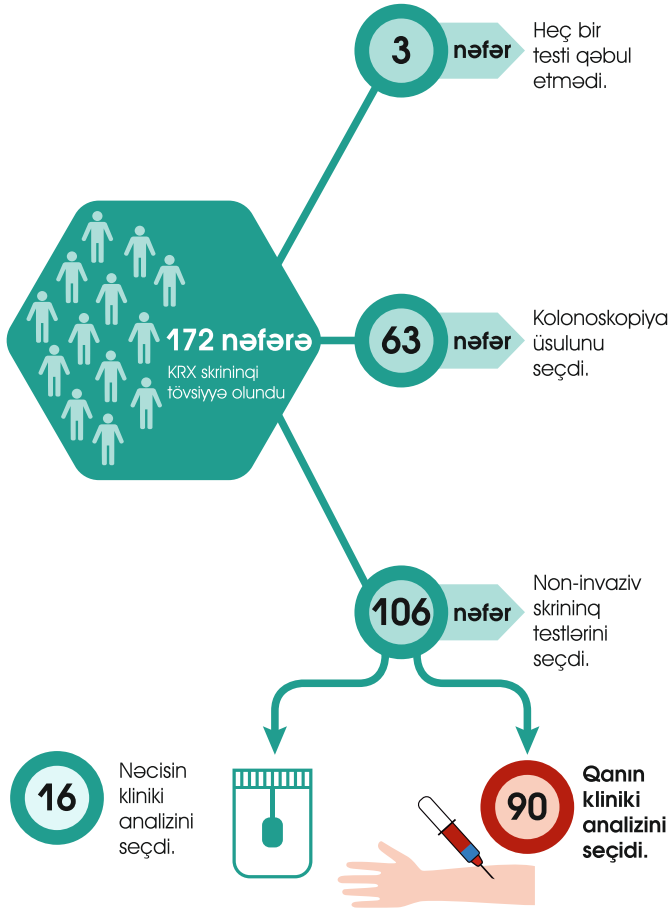 3 nəfər
Heç bir
testi qəbul
etmədi.
172 nəfərə
KRX skrininqi
tövsiyyə olundu
63 nəfər
Kolonoskopiya
üsulunu
seçdi.
106 nəfər
Non-invaziv
skrininq
testlərini
seçdi.
16
Nəcisin
kliniki
analizini
seçdi.
90
Qanın
kliniki
analizini
seçidi.